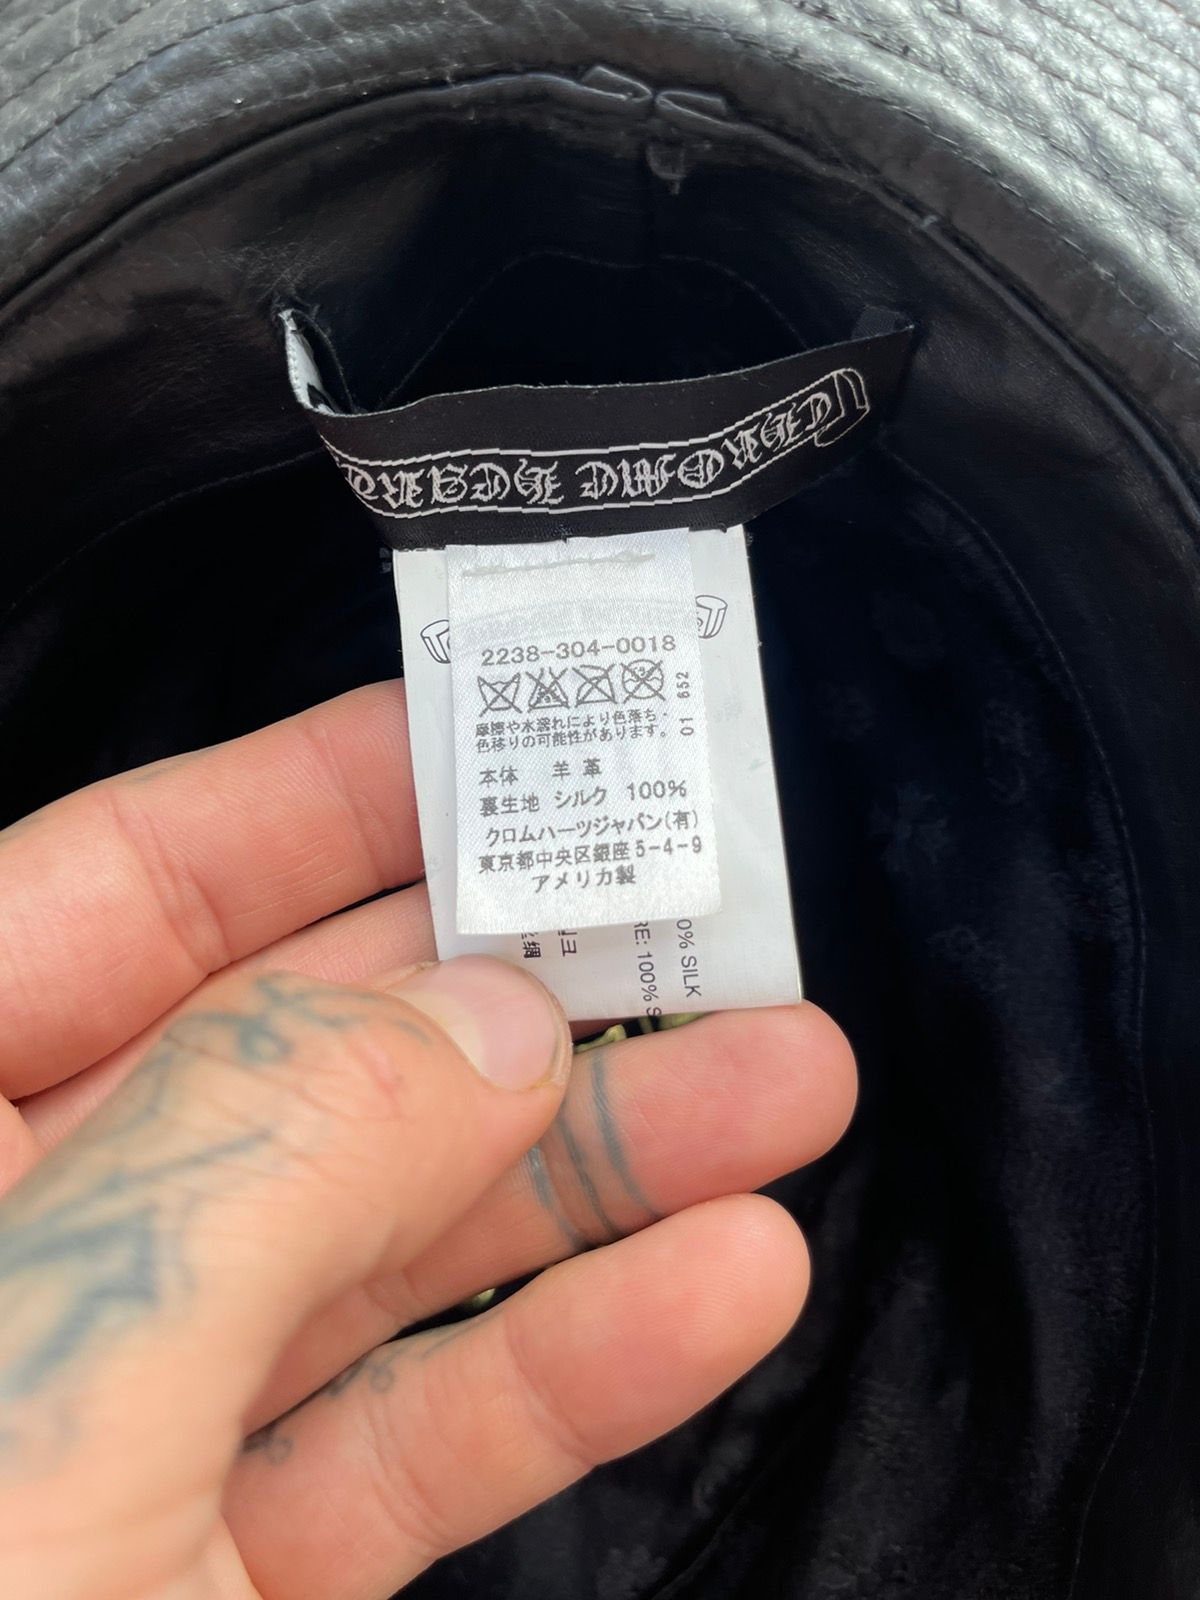 CHROME HEARTS
2238-304-0018
摩擦や水濡れにより色落ち・
色移りの可能性があります。
01 652
本体 羊革
裏生地 シルク 100%
クロムハーツジャパン(有)
東京都中央区銀座5-4-9
アメリカ製
0% SILK
RE: 100% S